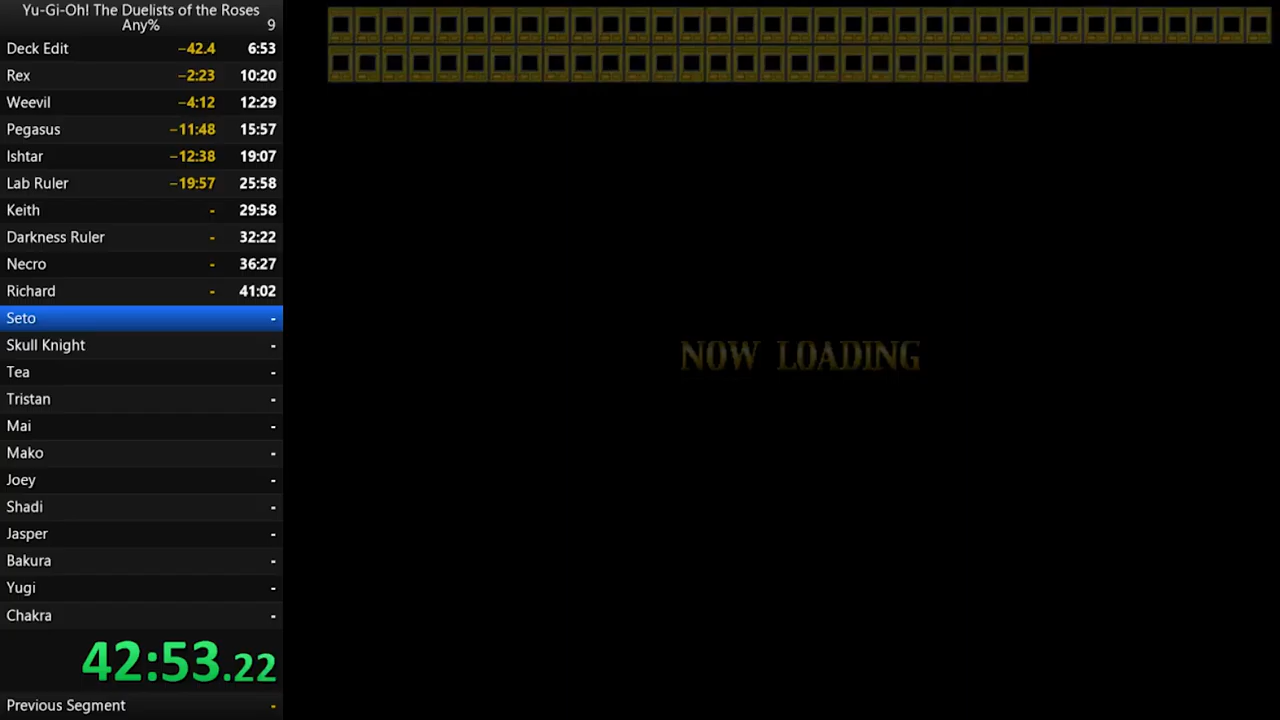 Yu-Gi-Oh! The Duelists of the Roses
Any% 9
Deck Edit −42.4 6:53
Rex −2:23 10:20
Weevil −4:12 12:29
Pegasus −11:48 15:57
Ishtar −12:38 19:07
Lab Ruler −19:57 25:58
Keith - 29:58
Darkness Ruler - 32:22
Necro - 36:27
Richard - 41:02
Seto -
Skull Knight -
Tea -
Tristan -
Mai -
Mako -
Joey -
Shadi -
Jasper -
Bakura -
Yugi -
Chakra -
42:53.22
Previous Segment -
NOW LOADING